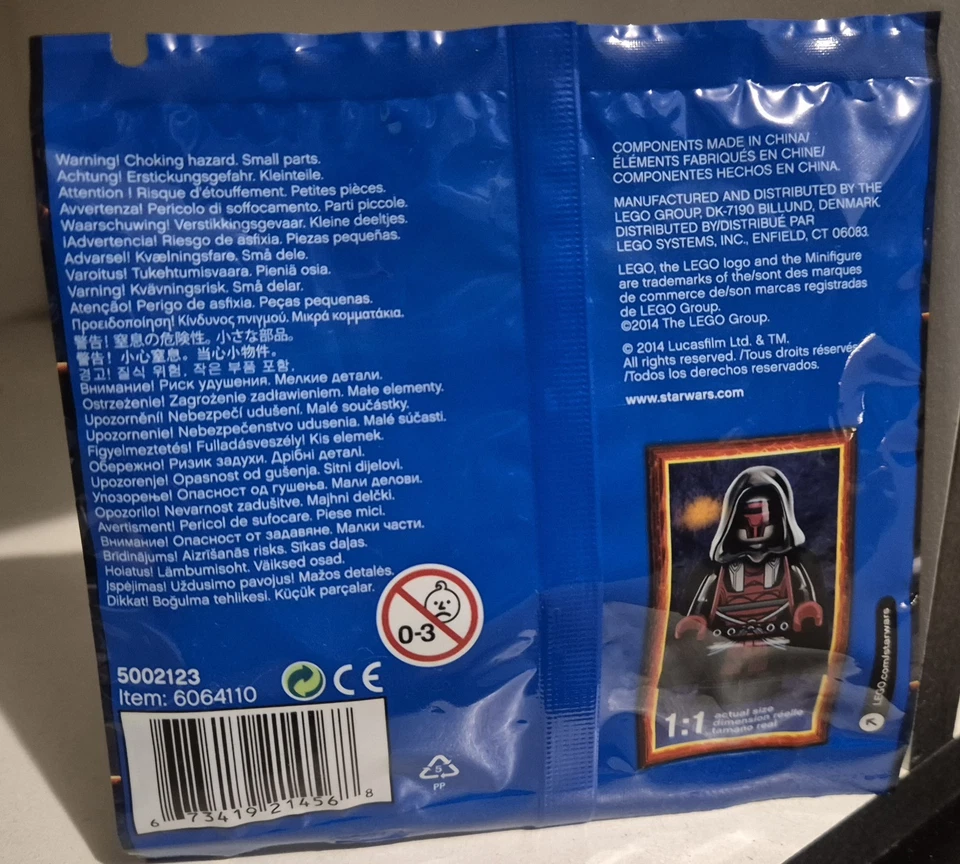 Warning! Choking hazard. Small parts.
Achtung! Erstickungsgefahr. Kleinteile.
Attention ! Risque d'étouffement. Petites pièces.
Avvertenza! Pericolo di soffocamento. Parti piccole.
Waarschuwing! Verstikkingsgevaar. Kleine deeltjes.
¡Advertencia! Riesgo de asfixia. Piezas pequeñas.
Advarsel! Kvælningsfare. Små dele.
Varoitus! Tukehtumisvaara. Pieniä osia.
Varning! Kvävningsrisk. Små delar.
Atenção! Perigo de asfixia. Peças pequenas.
Προειδοποίηση! Κίνδυνος πνιγμού. Μικρά κομματάκια.
警告! 窒息の危険性。小さな部品。
警告! 小心窒息。当心小物件。
경고! 질식 위험. 작은 부품 포함.
Внимание! Риск удушения. Мелкие детали.
Ostrzeżenie! Zagrożenie zadławieniem. Małe elementy.
Upozornění! Nebezpečí udušení. Malé součástky.
Upozornenie! Nebezpečenstvo udusenia. Malé súčasti.
Figyelmeztetés! Fulladásveszély! Kis elemek.
Обережно! Ризик задухи. Дрібні деталі.
Upozorenje! Opasnost od gušenja. Sitni dijelovi.
Упозорење! Опасност од гушења. Мали делови.
Opozorilo! Nevarnost zadušitve. Majhni delčki.
Avertisment! Pericol de sufocare. Piese mici.
Внимание! Опасност от задавяне. Малки части.
Brīdinājums! Aizrīšanās risks. Sīkas daļas.
Hoiatus! Lämbumisoht. Väiksed osad.
Įspėjimas! Uždusimo pavojus! Mažos detalės.
Dikkat! Boğulma tehlikesi. Küçük parçalar.
0-3
5002123
Item: 6064110
CE
6 73419 21456 8
5
PP
COMPONENTS MADE IN CHINA/
ÉLÉMENTS FABRIQUÉS EN CHINE/
COMPONENTES HECHOS EN CHINA.
MANUFACTURED AND DISTRIBUTED BY THE
LEGO GROUP, DK-7190 BILLUND, DENMARK
DISTRIBUTED BY/DISTRIBUÉ PAR
LEGO SYSTEMS, INC., ENFIELD, CT 06083.
LEGO, the LEGO logo and the Minifigure
are trademarks of the/sont des marques
de commerce de/son marcas registradas
de LEGO Group.
©2014 The LEGO Group.
© 2014 Lucasfilm Ltd. & TM.
All rights reserved. /Tous droits réservés
/Todos los derechos reservados.
www.starwars.com
1:1 actual size
dimension réelle
tamano real
LEGO.com/starwars